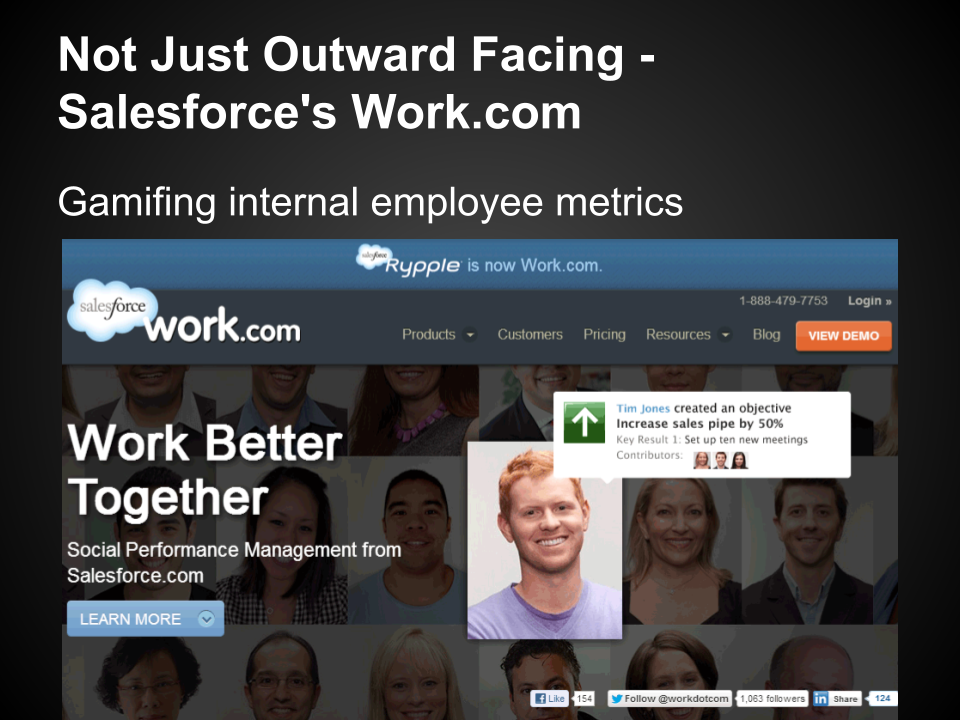 Not Just Outward Facing -
Salesforce's Work.com
Gamifing internal employee metrics
salesforce Rypple is now Work.com.
1-888-479-7753 Login »
salesforce work.com
Products Customers Pricing Resources Blog VIEW DEMO
Tim Jones created an objective
Increase sales pipe by 50%
Key Result 1: Set up ten new meetings
Contributors:
Work Better
Together
Social Performance Management from
Salesforce.com
LEARN MORE
Like 154 Follow @workdotcom 1,063 followers in Share 124